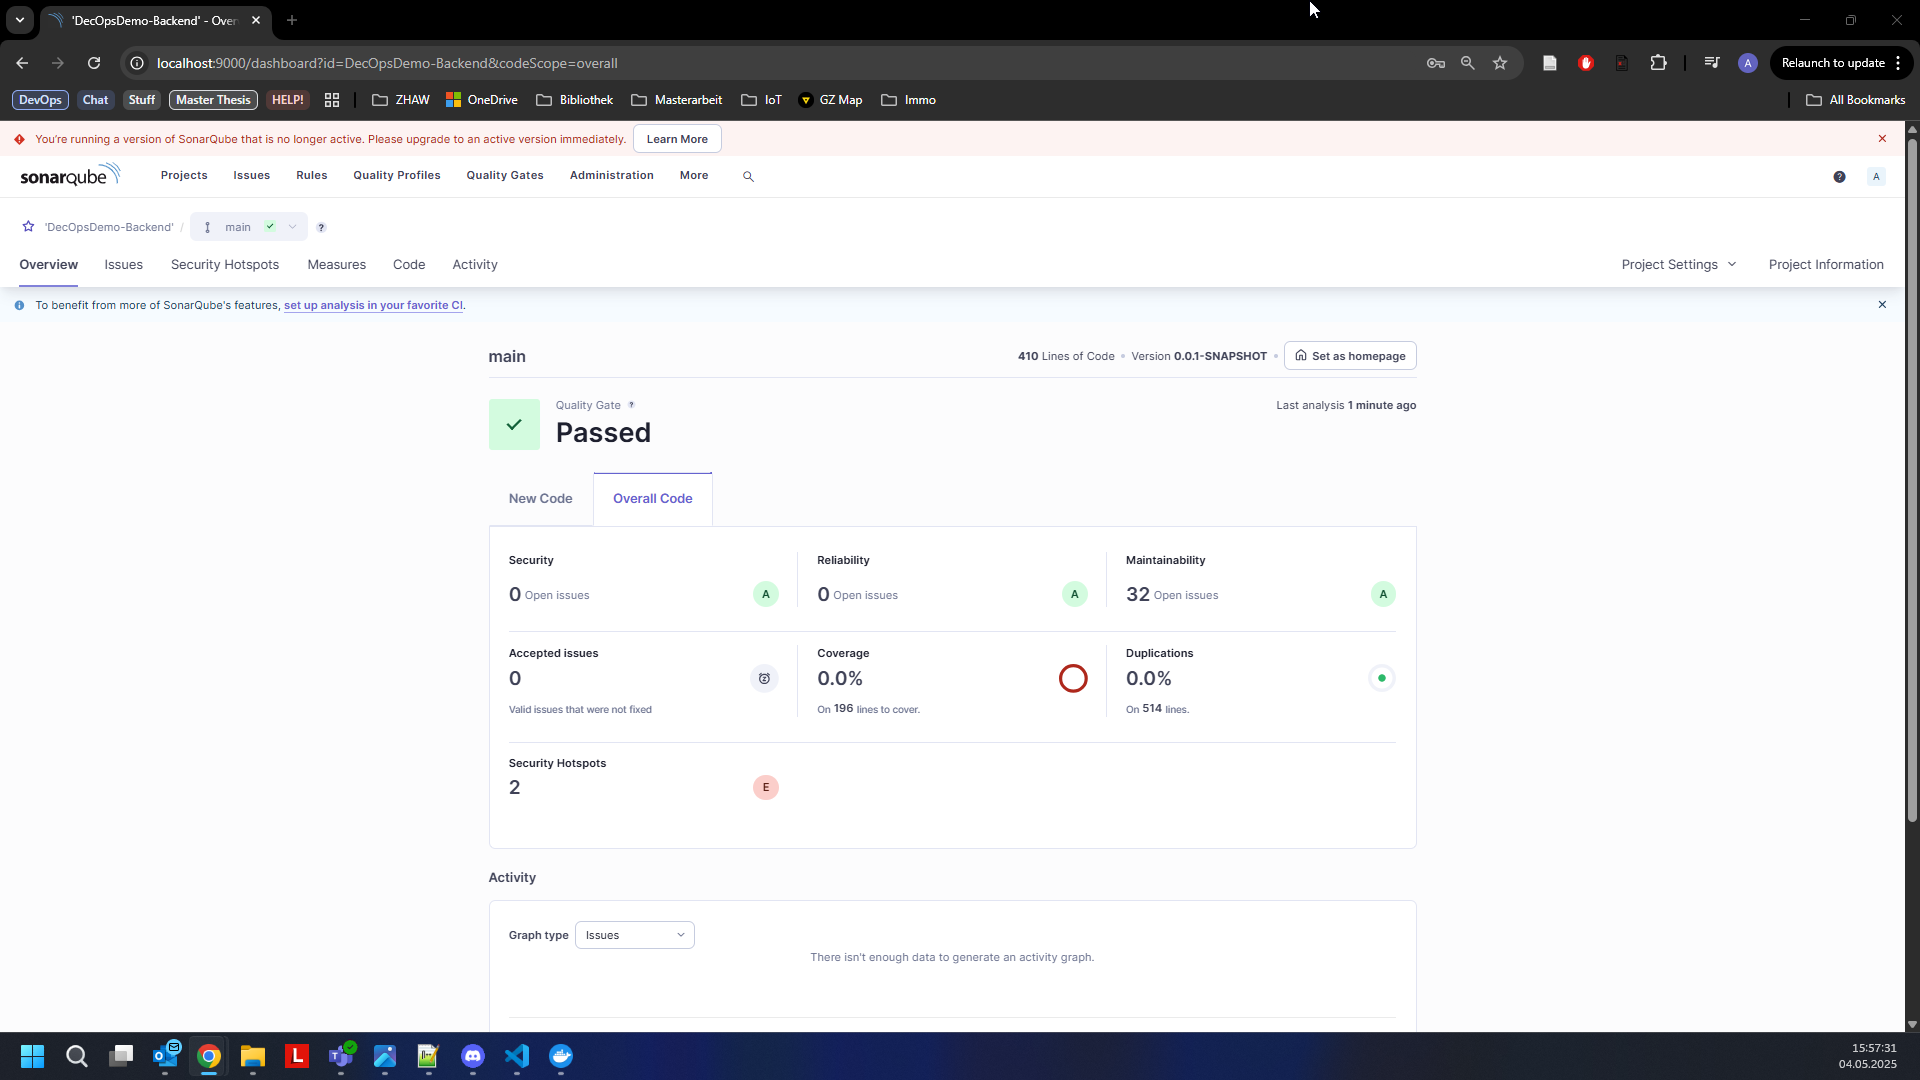 'DecOpsDemo-Backend' - Over
localhost:9000/dashboard?id=DecOpsDemo-Backend&codeScope=overall
A
Relaunch to update
DevOps
Chat
Stuff
Master Thesis
HELP!
ZHAW
OneDrive
Bibliothek
Masterarbeit
IoT
GZ Map
Immo
All Bookmarks
You're running a version of SonarQube that is no longer active. Please upgrade to an active version immediately.
Learn More
sonarqube
Projects
Issues
Rules
Quality Profiles
Quality Gates
Administration
More
?
A
'DecOpsDemo-Backend' /
main
?
Overview
Issues
Security Hotspots
Measures
Code
Activity
Project Settings
Project Information
To benefit from more of SonarQube's features, set up analysis in your favorite CI.
main
410 Lines of Code • Version 0.0.1-SNAPSHOT •
Set as homepage
Quality Gate ?
Last analysis 1 minute ago
Passed
New Code
Overall Code
Security
0 Open issues
A
Reliability
0 Open issues
A
Maintainability
32 Open issues
A
Accepted issues
0
Valid issues that were not fixed
Coverage
0.0%
On 196 lines to cover.
Duplications
0.0%
On 514 lines.
Security Hotspots
2
E
Activity
Graph type
Issues
There isn't enough data to generate an activity graph.
L
15:57:31
04.05.2025